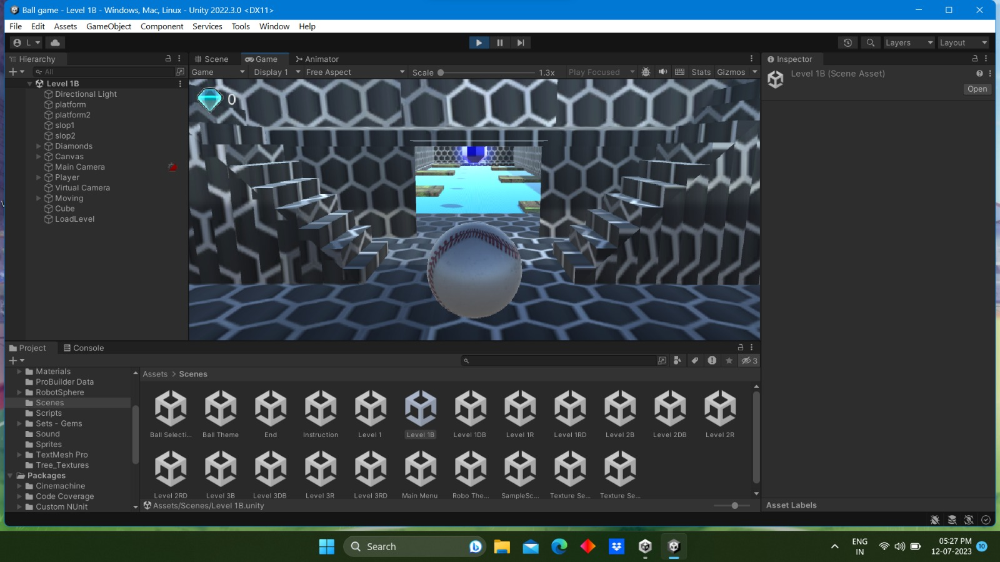 Ball game - Level 1B - Windows, Mac, Linux - Unity 2022.3.0 <DX11>
File Edit Assets GameObject Component Services Tools Window Help
L
Layers Layout
Hierarchy
All
Level 1B
Directional Light
platform
platform2
slop1
slop2
Diamonds
Canvas
Main Camera
Player
Virtual Camera
Moving
Cube
LoadLevel
Scene Game Animator
Game Display 1 Free Aspect Scale 1.3x Play Focused Stats Gizmos
0
Inspector
Level 1B (Scene Asset)
Open
Project Console
3
Materials
ProBuilder Data
RobotSphere
Scenes
Scripts
Sets - Gems
Sound
Sprites
TextMesh Pro
Tree_Textures
Packages
Cinemachine
Code Coverage
Custom NUnit
Assets > Scenes
Ball Selecti... Ball Theme End Instruction Level 1 Level 1B Level 1DB Level 1R Level 1RD Level 2B Level 2DB Level 2R
Level 2RD Level 3B Level 3DB Level 3R Level 3RD Main Menu Robo The... SampleSc... Texture Se... Texture Se...
Assets/Scenes/Level 1B.unity
Asset Labels
Search
ENG
IN
05:27 PM
12-07-2023
10